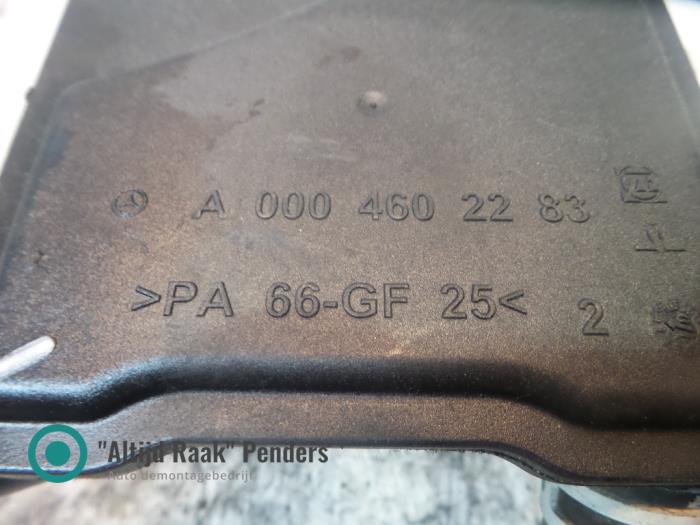 A 000 460 22 83
>PA 66-GF 25< 2
"Altijd Raak" Penders
Auto demontagebedrijf